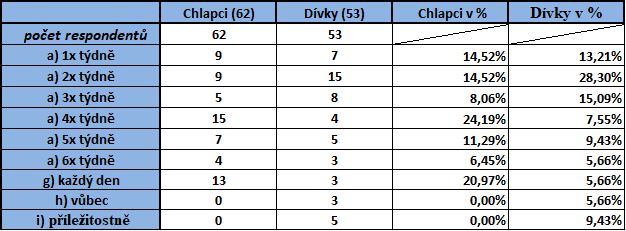 Chlapci (62) Dívky (53) Chlapci v % Dívky v %
počet respondentů 62 53
a) 1x týdně 9 7 14,52% 13,21%
a) 2x týdně 9 15 14,52% 28,30%
a) 3x týdně 5 8 8,06% 15,09%
a) 4x týdně 15 4 24,19% 7,55%
a) 5x týdně 7 5 11,29% 9,43%
a) 6x týdně 4 3 6,45% 5,66%
g) každý den 13 3 20,97% 5,66%
h) vůbec 0 3 0,00% 5,66%
i) příležitostně 0 5 0,00% 9,43%